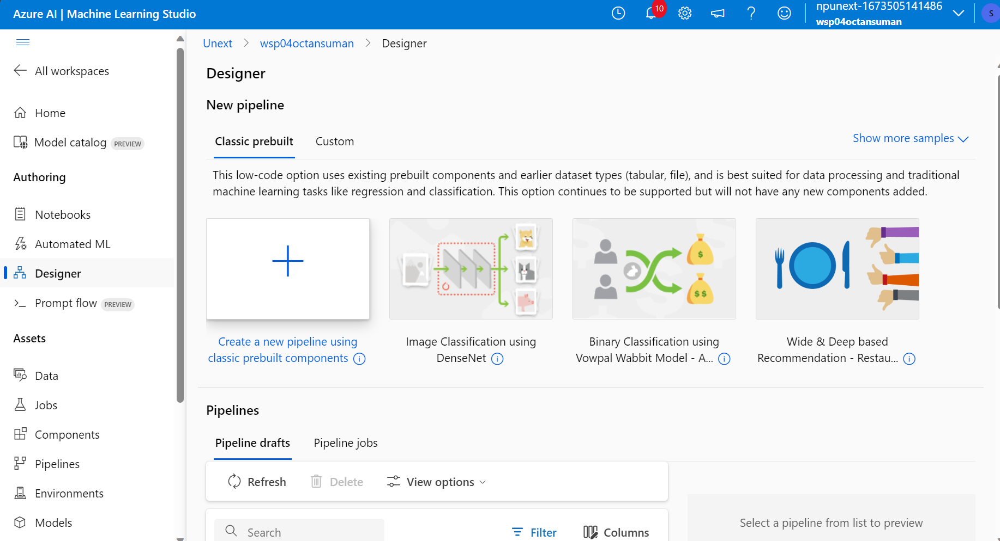 Azure AI | Machine Learning Studio
10
npunext-1673505141486
wsp04octansuman
S
All workspaces
Home
Model catalog PREVIEW
Authoring
Notebooks
Automated ML
Designer
Prompt flow PREVIEW
Assets
Data
Jobs
Components
Pipelines
Environments
Models
Unext > wsp04octansuman > Designer
Designer
New pipeline
Classic prebuilt Custom
Show more samples
This low-code option uses existing prebuilt components and earlier dataset types (tabular, file), and is best suited for data processing and traditional
machine learning tasks like regression and classification. This option continues to be supported but will not have any new components added.
$
$$
Create a new pipeline using
classic prebuilt components
Image Classification using
DenseNet
Binary Classification using
Vowpal Wabbit Model - A...
Wide & Deep based
Recommendation - Restau...
Pipelines
Pipeline drafts Pipeline jobs
Refresh Delete View options
Search Filter Columns
Select a pipeline from list to preview